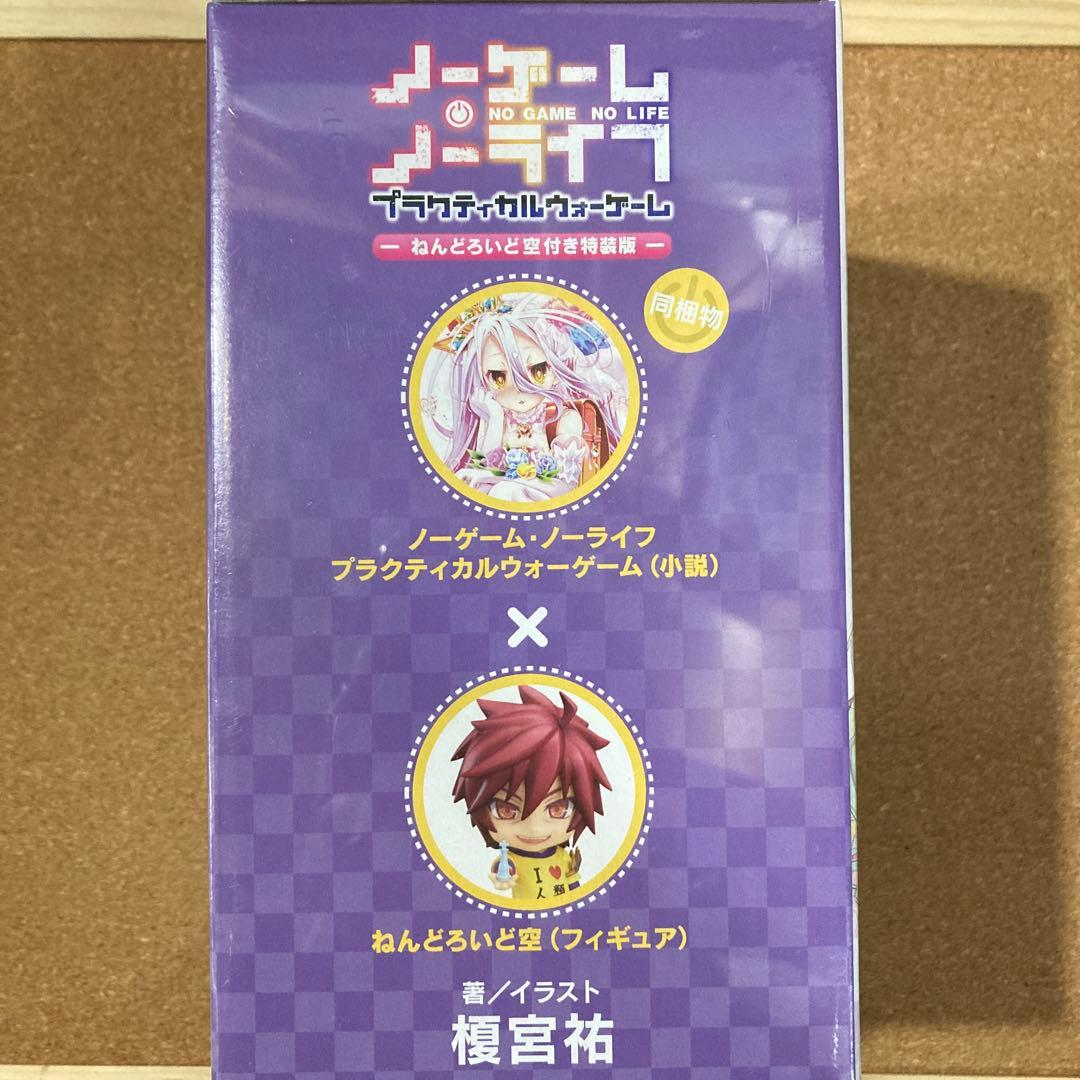 ノーゲーム
NO GAME NO LIFE
ノーライフ
プラクティカルウォーゲーム
ー ねんどろいど空付き特装版 ー
同梱物
ノーゲーム・ノーライフ
プラクティカルウォーゲーム（小説）
×
I ♥
人類
ねんどろいど空（フィギュア）
著／イラスト
榎宮祐